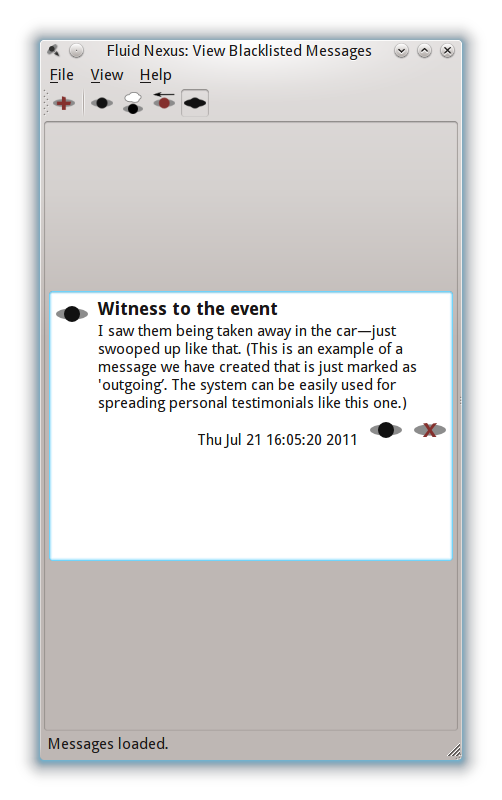 Fluid Nexus: View Blacklisted Messages
File View Help
Witness to the event
I saw them being taken away in the car—just
swooped up like that. (This is an example of a
message we have created that is just marked as
'outgoing’. The system can be easily used for
spreading personal testimonials like this one.)
Thu Jul 21 16:05:20 2011
Messages loaded.